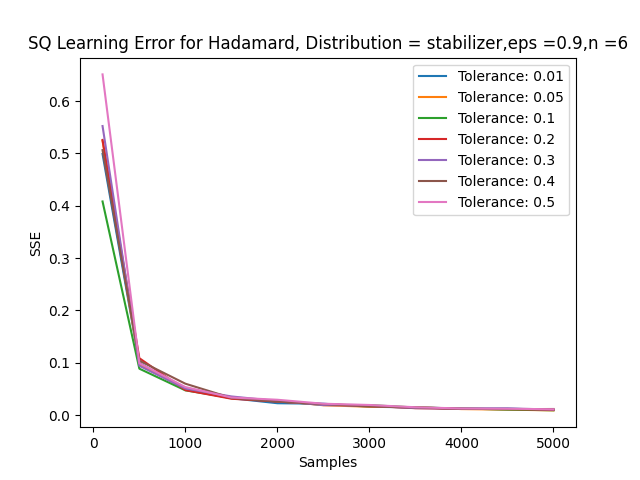 SQ Learning Error for Hadamard, Distribution = stabilizer,eps =0.9,n =6
Tolerance: 0.01
Tolerance: 0.05
Tolerance: 0.1
Tolerance: 0.2
Tolerance: 0.3
Tolerance: 0.4
Tolerance: 0.5
SSE
0.6
0.5
0.4
0.3
0.2
0.1
0.0
0 1000 2000 3000 4000 5000
Samples